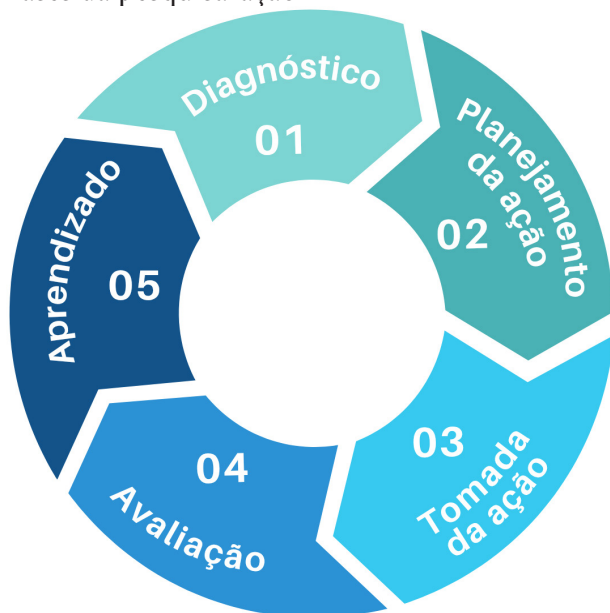 Diagnóstico
01
Planejamento
da ação
02
03
Tomada
da ação
04
Avaliação
Aprendizado
05